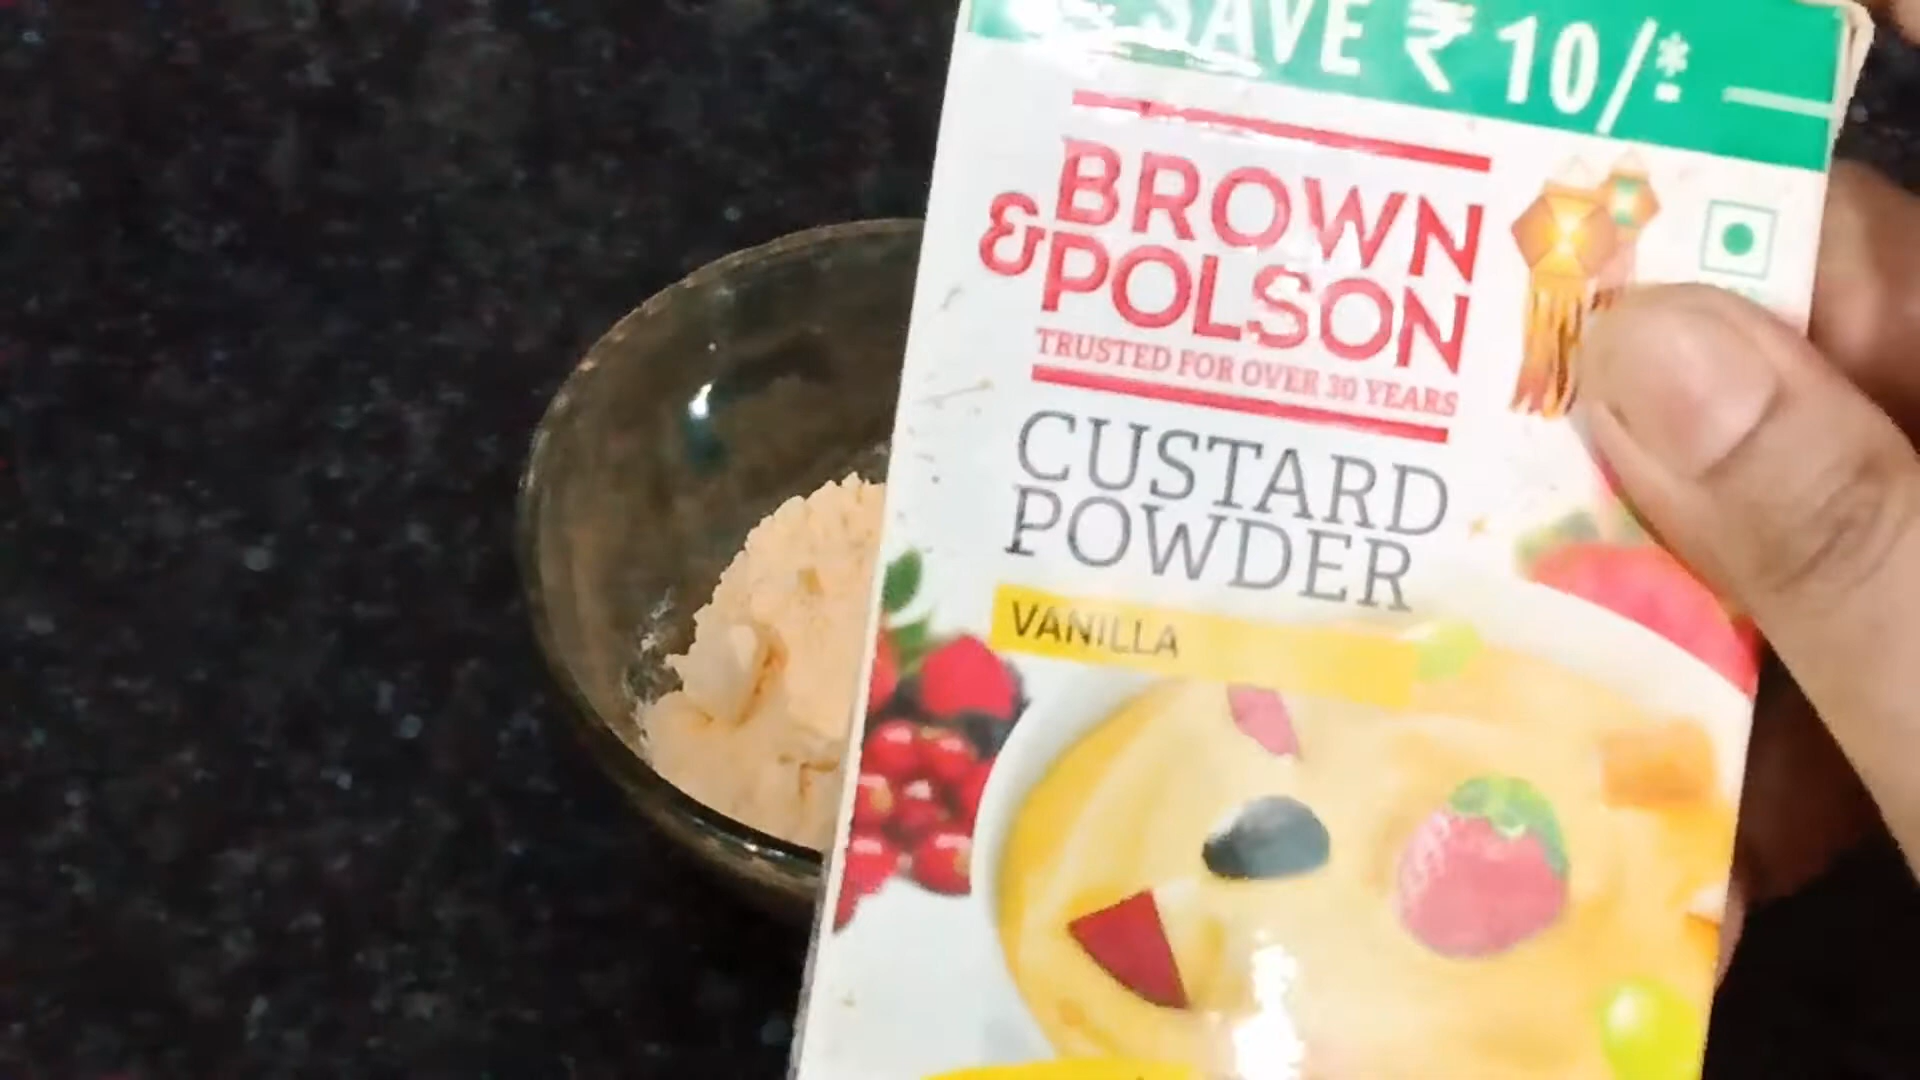 SAVE ₹ 10/-*
BROWN
& POLSON
TRUSTED FOR OVER 30 YEARS
CUSTARD
POWDER
VANILLA